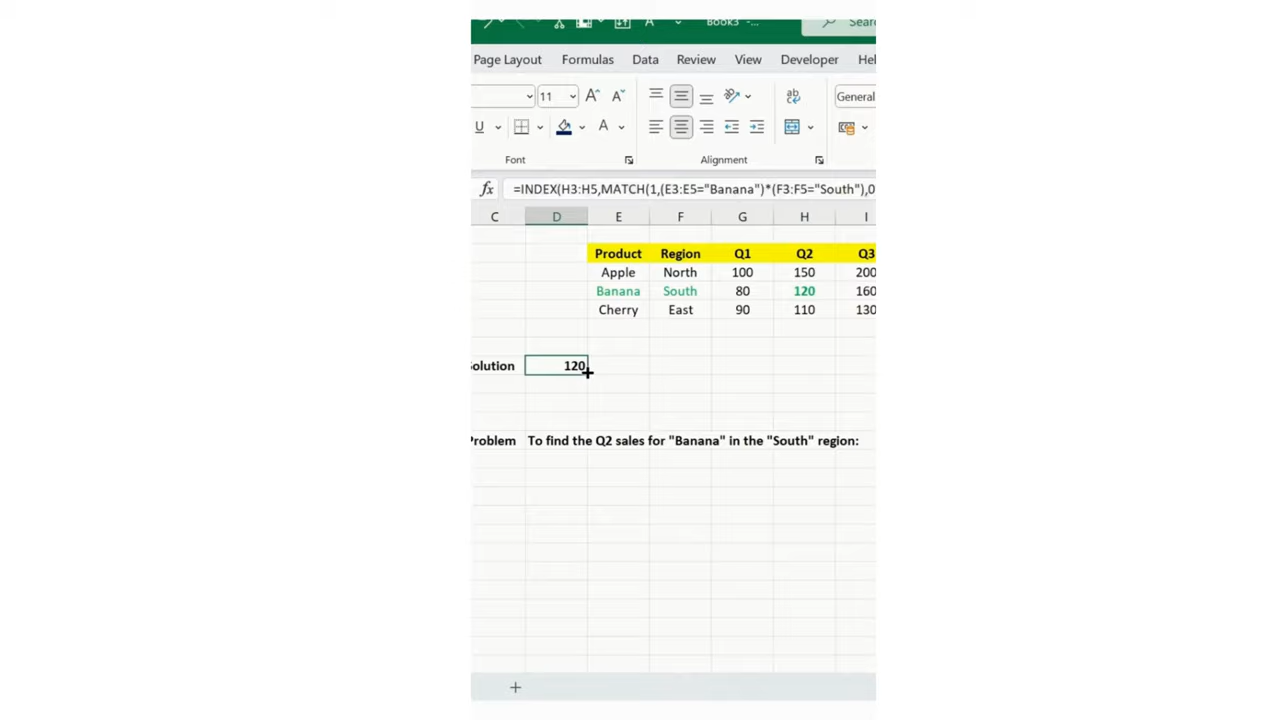 Book3 -...
Sear
Page Layout Formulas Data Review View Developer Hel
11 A A ab General
U A
Font Alignment
fx =INDEX(H3:H5,MATCH(1,(E3:E5="Banana")*(F3:F5="South"),0
C D E F G H I
Product Region Q1 Q2 Q3
Apple North 100 150 200
Banana South 80 120 160
Cherry East 90 110 130
olution 120
Problem To find the Q2 sales for "Banana" in the "South" region: